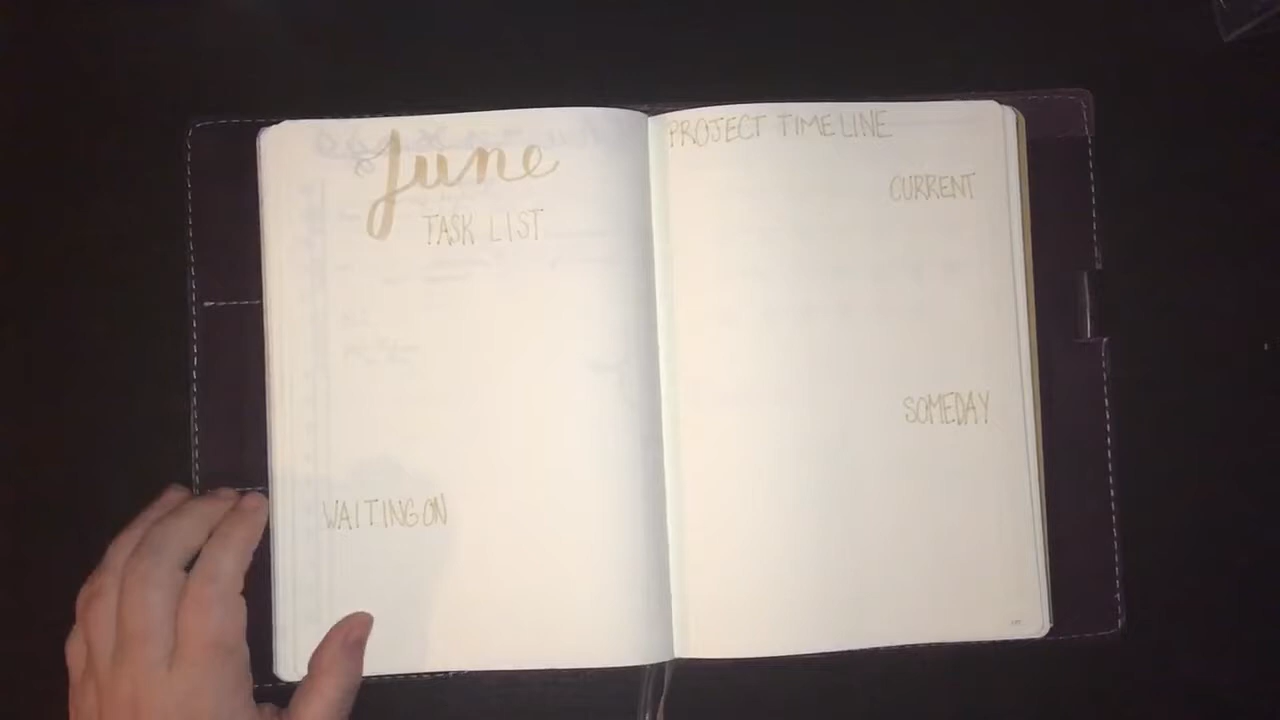 June
TASK LIST
WAITING ON
PROJECT TIMELINE
CURRENT
SOMEDAY